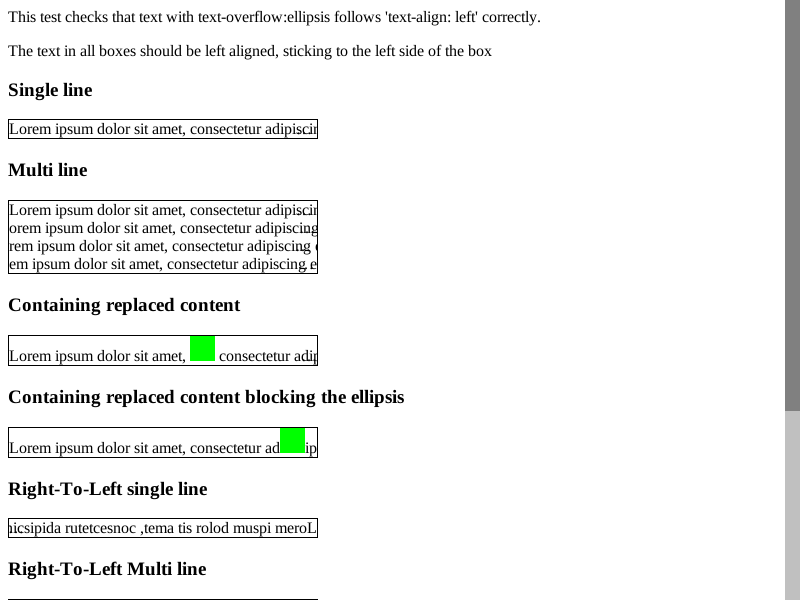 This test checks that text with text-overflow:ellipsis follows 'text-align: left' correctly.
The text in all boxes should be left aligned, sticking to the left side of the box
Single line
Lorem ipsum dolor sit amet, consectetur adipiscin
Multi line
Lorem ipsum dolor sit amet, consectetur adipiscin
orem ipsum dolor sit amet, consectetur adipiscing
rem ipsum dolor sit amet, consectetur adipiscing
em ipsum dolor sit amet, consectetur adipiscing e
Containing replaced content
Lorem ipsum dolor sit amet, consectetur adip
Containing replaced content blocking the ellipsis
Lorem ipsum dolor sit amet, consectetur ad ip
Right-To-Left single line
nicsipida rutetcesnoc ,tema tis rolod muspi meroL
Right-To-Left Multi line